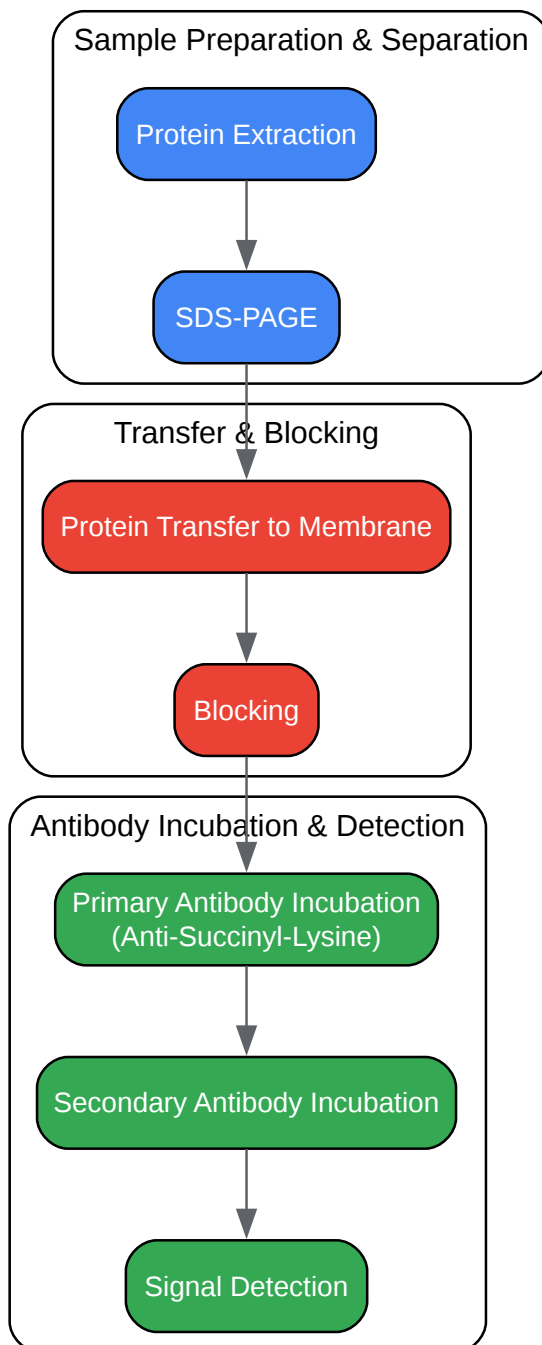 Sample Preparation & Separation
Protein Extraction
SDS-PAGE
Transfer & Blocking
Protein Transfer to Membrane
Blocking
Antibody Incubation & Detection
Primary Antibody Incubation
(Anti-Succinyl-Lysine)
Secondary Antibody Incubation
Signal Detection